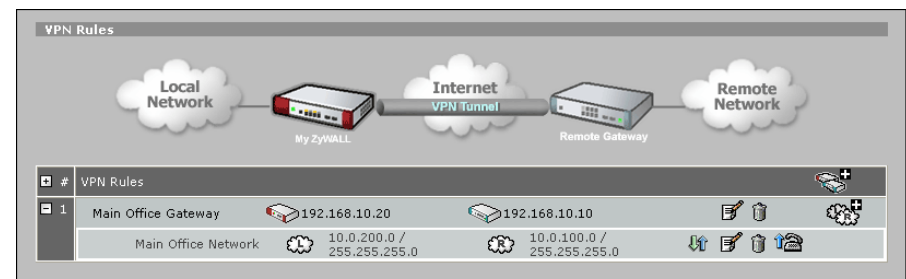 VPN Rules
Local
Network
Internet
VPN Tunnel
Remote
Network
My ZyWALL
Remote Gateway
# VPN Rules
1 Main Office Gateway 192.168.10.20 192.168.10.10
R
Main Office Network L 10.0.200.0 / 255.255.255.0 R 10.0.100.0 / 255.255.255.0